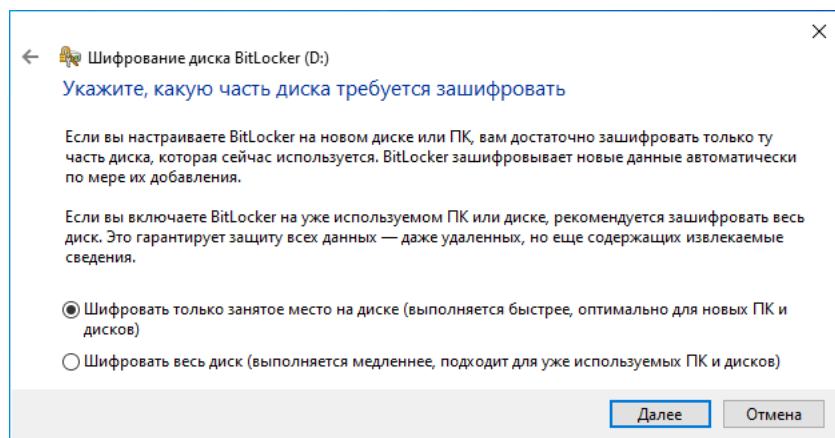 Шифрование диска BitLocker (D:)
Укажите, какую часть диска требуется зашифровать
Если вы настраиваете BitLocker на новом диске или ПК, вам достаточно зашифровать только ту
часть диска, которая сейчас используется. BitLocker зашифровывает новые данные автоматически
по мере их добавления.
Если вы включаете BitLocker на уже используемом ПК или диске, рекомендуется зашифровать весь
диск. Это гарантирует защиту всех данных — даже удаленных, но еще содержащих извлекаемые
сведения.
Шифровать только занятое место на диске (выполняется быстрее, оптимально для новых ПК и
дисков)
Шифровать весь диск (выполняется медленнее, подходит для уже используемых ПК и дисков)
Далее
Отмена